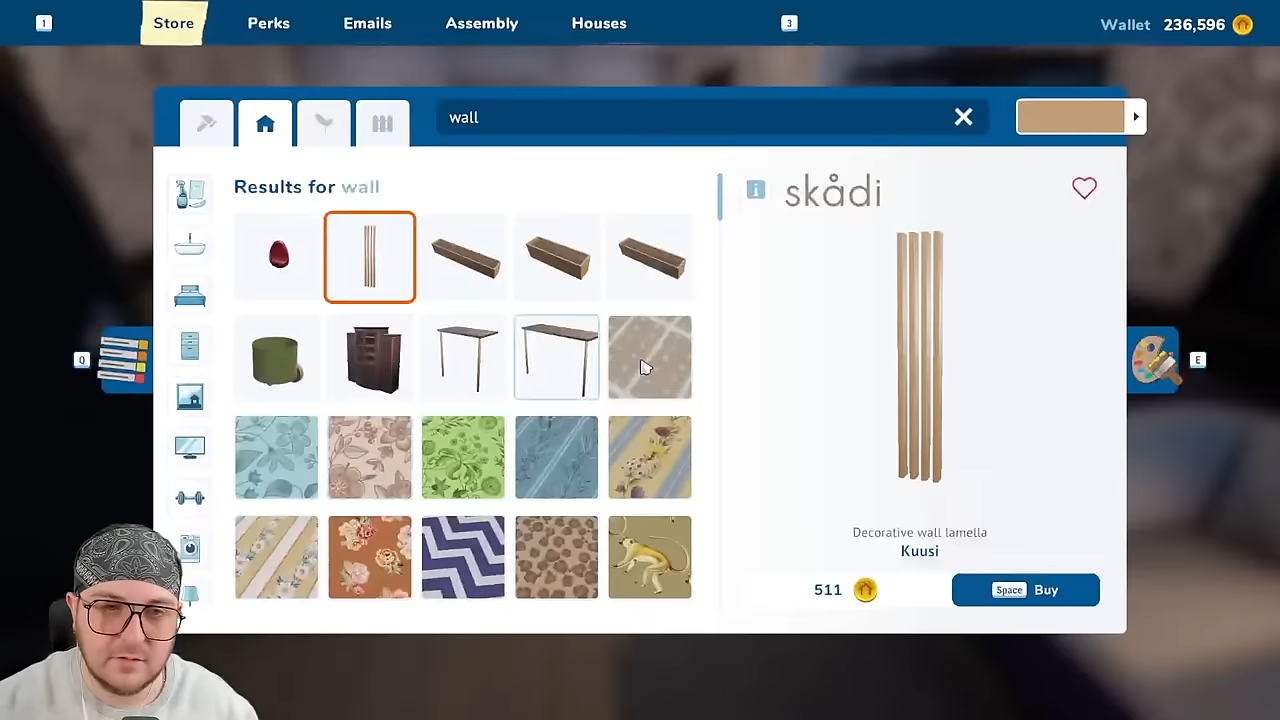 1 Store Perks Emails Assembly Houses 3 Wallet 236,596
wall
Results for wall
i skådi
Q
E
Decorative wall lamella
Kuusi
511 Space Buy